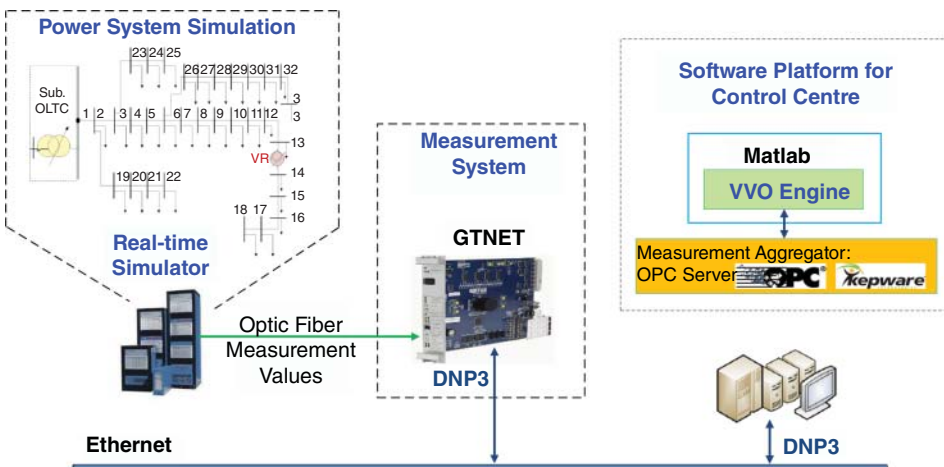 Power System Simulation
23 24 25
26 27 28 29 30 31 32
Sub.
OLTC
3
3
1 2 3 4 5 6 7 8 9 10 11 12
13
VR
14
15
16
19 20 21 22
18 17
Real-time
Simulator
Optic Fiber
Measurement
Values
Measurement
System
GTNET
DNP3
Software Platform for
Control Centre
Matlab
VVO Engine
Measurement Aggregator:
OPC Server
OPC
kepware
DNP3
Ethernet